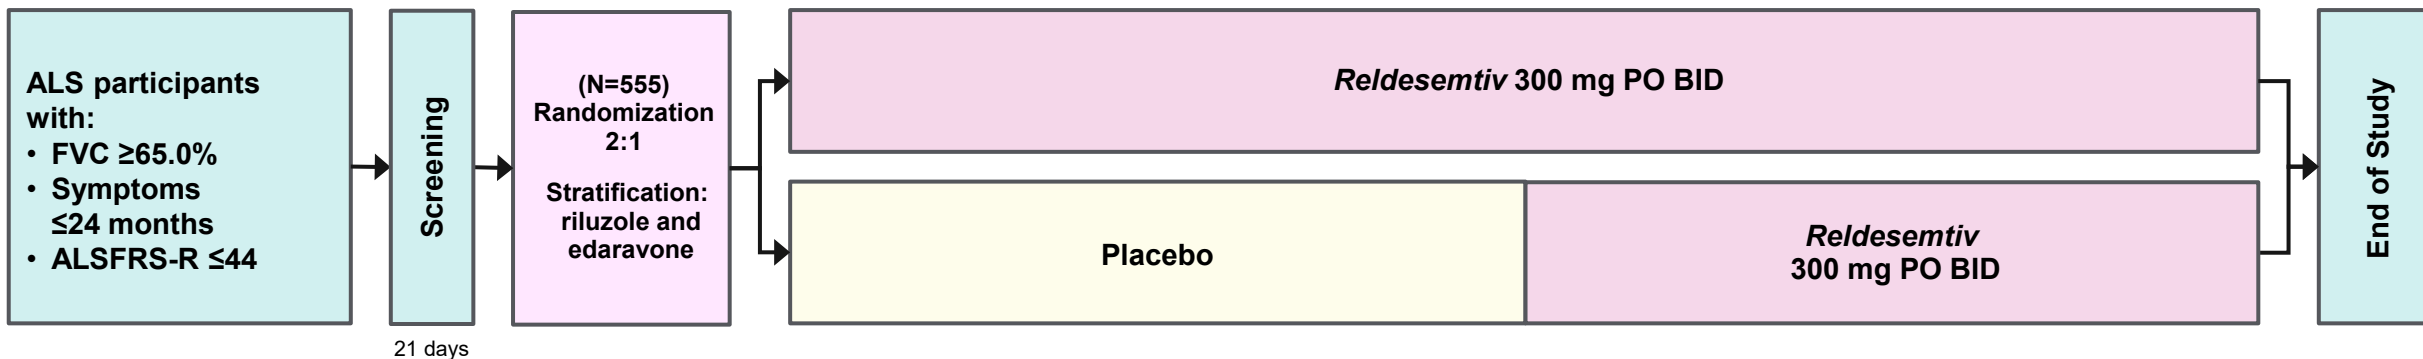 ALS participants
with:
• FVC ≥65.0%
• Symptoms
≤24 months
• ALSFRS-R ≤44
Screening
21 days
(N=555)
Randomization
2:1
Stratification:
riluzole and
edaravone
Reldesemtiv 300 mg PO BID
Placebo
Reldesemtiv
300 mg PO BID
End of Study